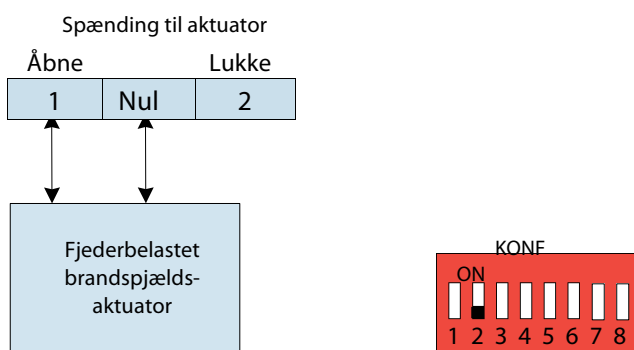 Spænding til aktuator
Åbne Lukke
1 Nul 2
Fjederbelastet
brandspjælds-
aktuator
KONF
ON
1 2 3 4 5 6 7 8